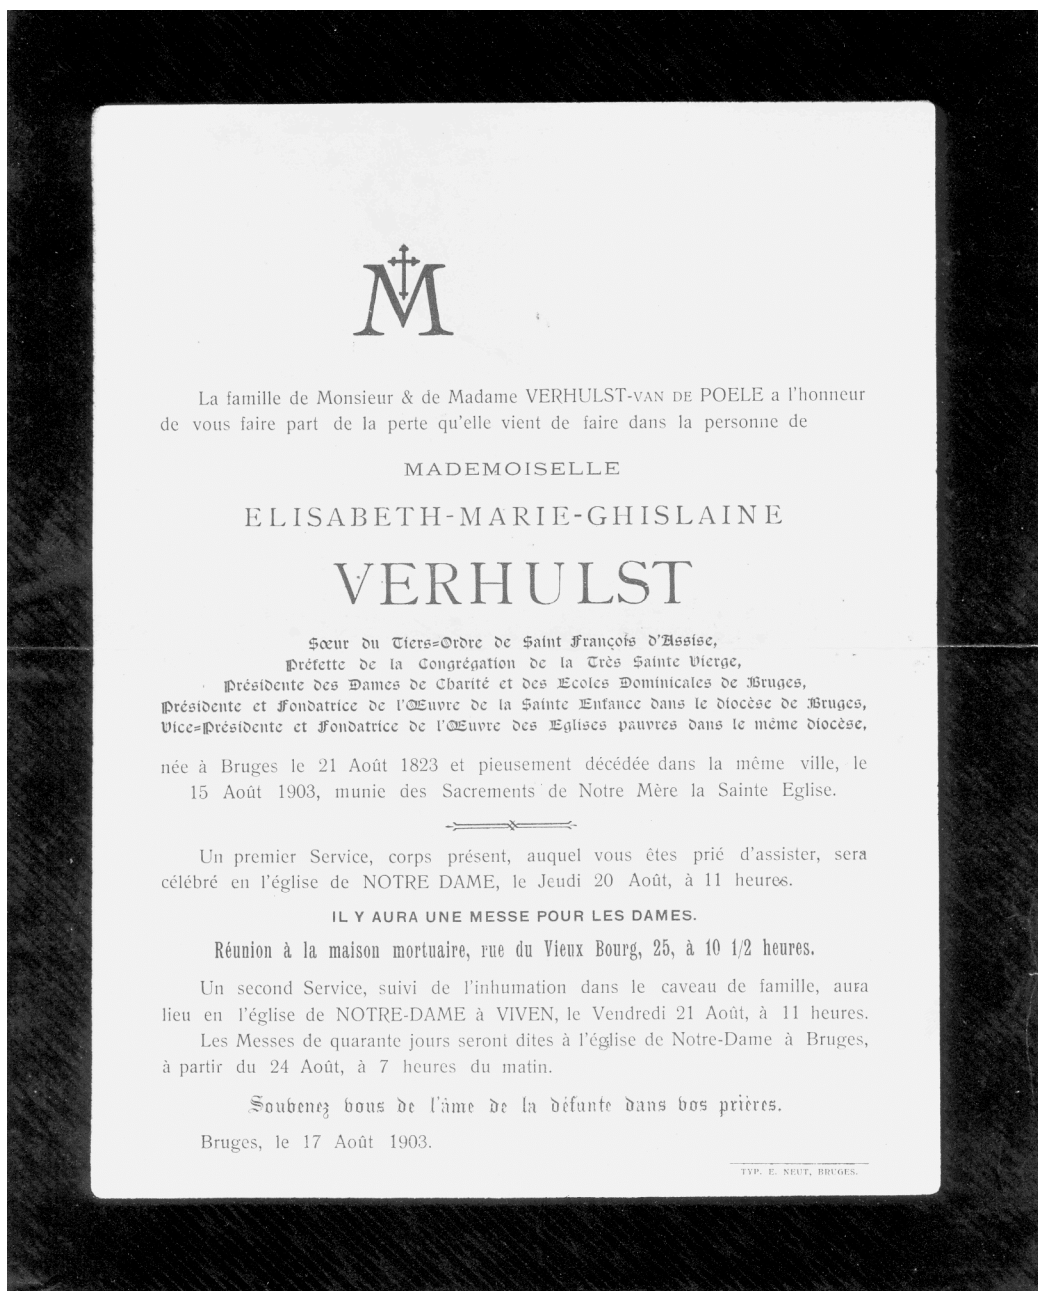 M
La famille de Monsieur & de Madame VERHULST-VAN DE POELE a l'honneur
de vous faire part de la perte qu'elle vient de faire dans la personne de
MADEMOISELLE
ELISABETH-MARIE-GHISLAINE
VERHULST
Sœur du Tiers=Ordre de Saint François d'Assise,
Préfette de la Congrégation de la Très Sainte Vierge,
Présidente des Dames de Charité et des Ecoles Dominicales de Bruges,
Présidente et Fondatrice de l'Œuvre de la Sainte Enfance dans le diocèse de Bruges,
Vice=Présidente et Fondatrice de l'Œuvre des Eglises pauvres dans le même diocèse,
née à Bruges le 21 Août 1823 et pieusement décédée dans la même ville, le
15 Août 1903, munie des Sacrements de Notre Mère la Sainte Eglise.
Un premier Service, corps présent, auquel vous êtes prié d'assister, sera
célébré en l'église de NOTRE DAME, le Jeudi 20 Août, à 11 heures.
IL Y AURA UNE MESSE POUR LES DAMES.
Réunion à la maison mortuaire, rue du Vieux Bourg, 25, à 10 1/2 heures.
Un second Service, suivi de l'inhumation dans le caveau de famille, aura
lieu en l'église de NOTRE-DAME à VIVEN, le Vendredi 21 Août, à 11 heures.
Les Messes de quarante jours seront dites à l'église de Notre-Dame à Bruges,
à partir du 24 Août, à 7 heures du matin.
Souvenez vous de l'âme de la défunte dans vos prières.
Bruges, le 17 Août 1903.
TYP. E. NEUT, BRUGES.